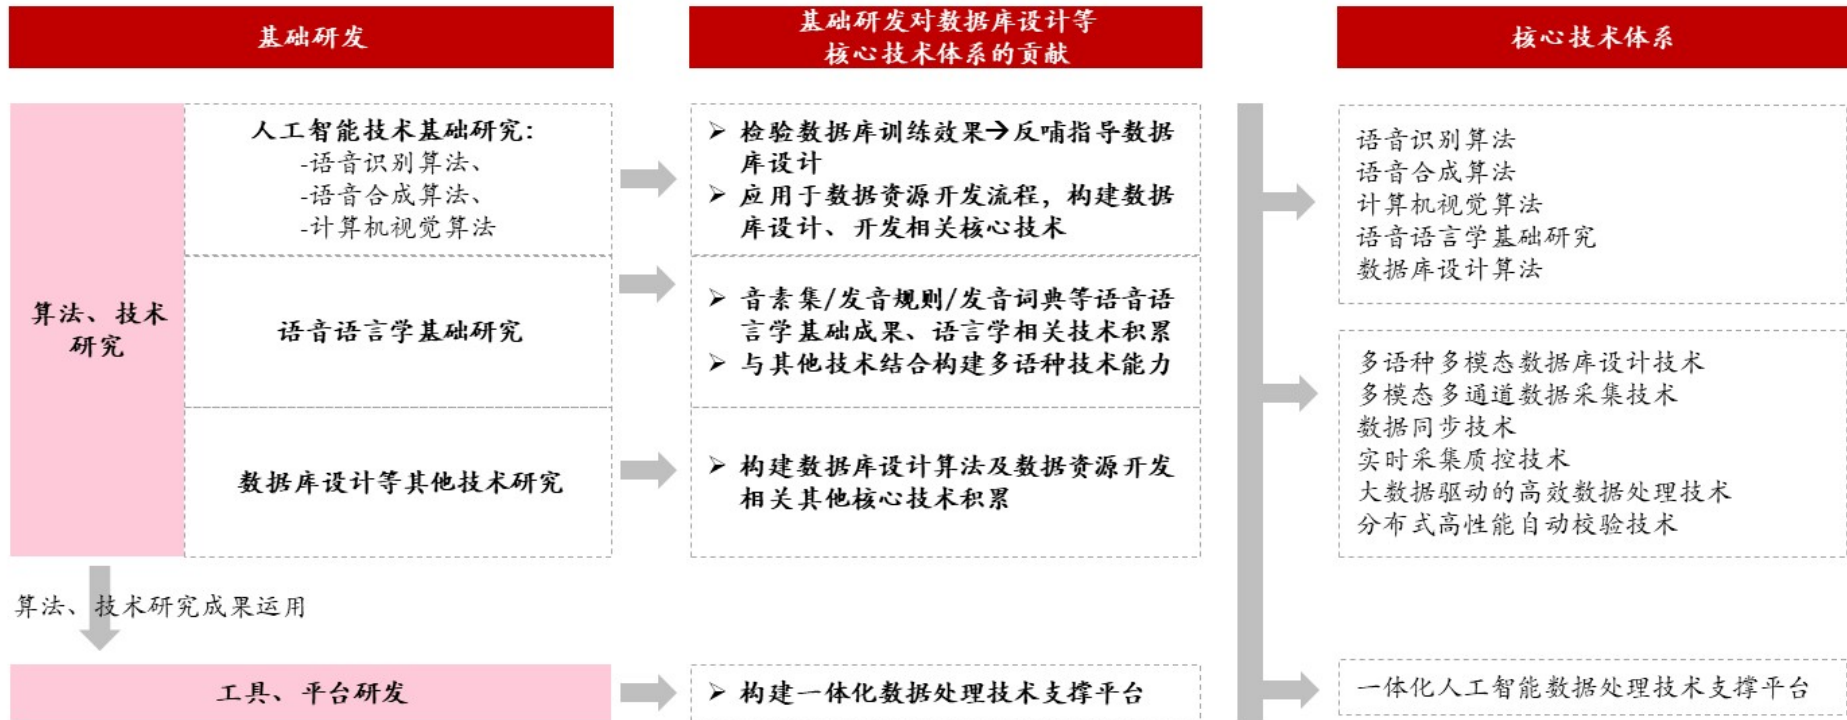 基础研发
基础研发对数据库设计等
核心技术体系的贡献
核心技术体系
算法、技术
研究
人工智能技术基础研究：
-语音识别算法、
-语音合成算法、
-计算机视觉算法
➢ 检验数据库训练效果→反哺指导数据
库设计
➢ 应用于数据资源开发流程，构建数据
库设计、开发相关核心技术
语音语言学基础研究
➢ 音素集/发音规则/发音词典等语音语
言学基础成果、语言学相关技术积累
➢ 与其他技术结合构建多语种技术能力
数据库设计等其他技术研究
➢ 构建数据库设计算法及数据资源开发
相关其他核心技术积累
语音识别算法
语音合成算法
计算机视觉算法
语音语言学基础研究
数据库设计算法
多语种多模态数据库设计技术
多模态多通道数据采集技术
数据同步技术
实时采集质控技术
大数据驱动的高效数据处理技术
分布式高性能自动校验技术
算法、技术研究成果运用
工具、平台研发
➢ 构建一体化数据处理技术支撑平台
一体化人工智能数据处理技术支撑平台